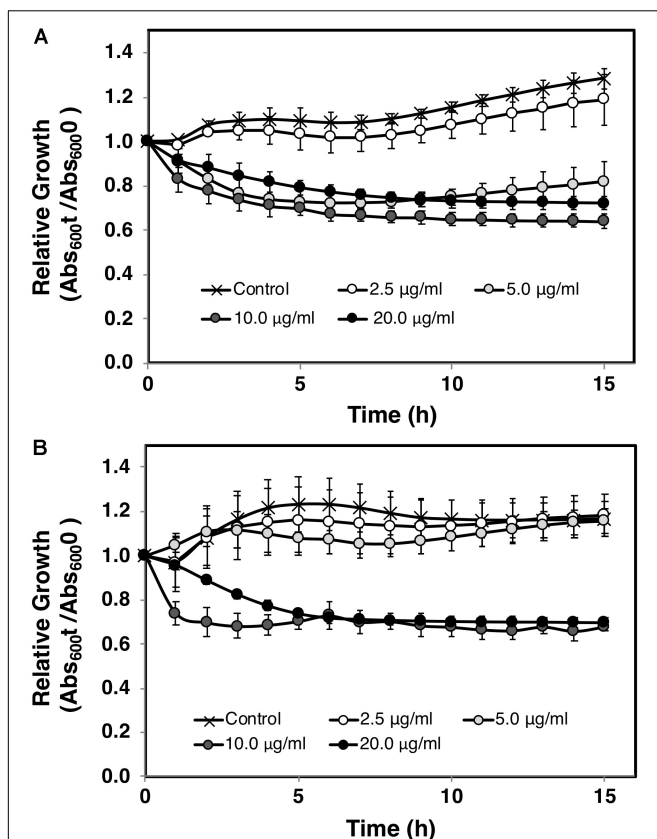 A
1.4
1.2
1.0
0.8
0.6
0.4
0.2
0.0
Relative Growth
(Abs₆₀₀t /Abs₆₀₀0)
Control 2.5 µg/ml 5.0 µg/ml
10.0 µg/ml 20.0 µg/ml
0 5 10 15
Time (h)
B
1.4
1.2
1.0
0.8
0.6
0.4
0.2
0.0
Relative Growth
(Abs₆₀₀t /Abs₆₀₀0)
Control 2.5 µg/ml 5.0 µg/ml
10.0 µg/ml 20.0 µg/ml
0 5 10 15
Time (h)